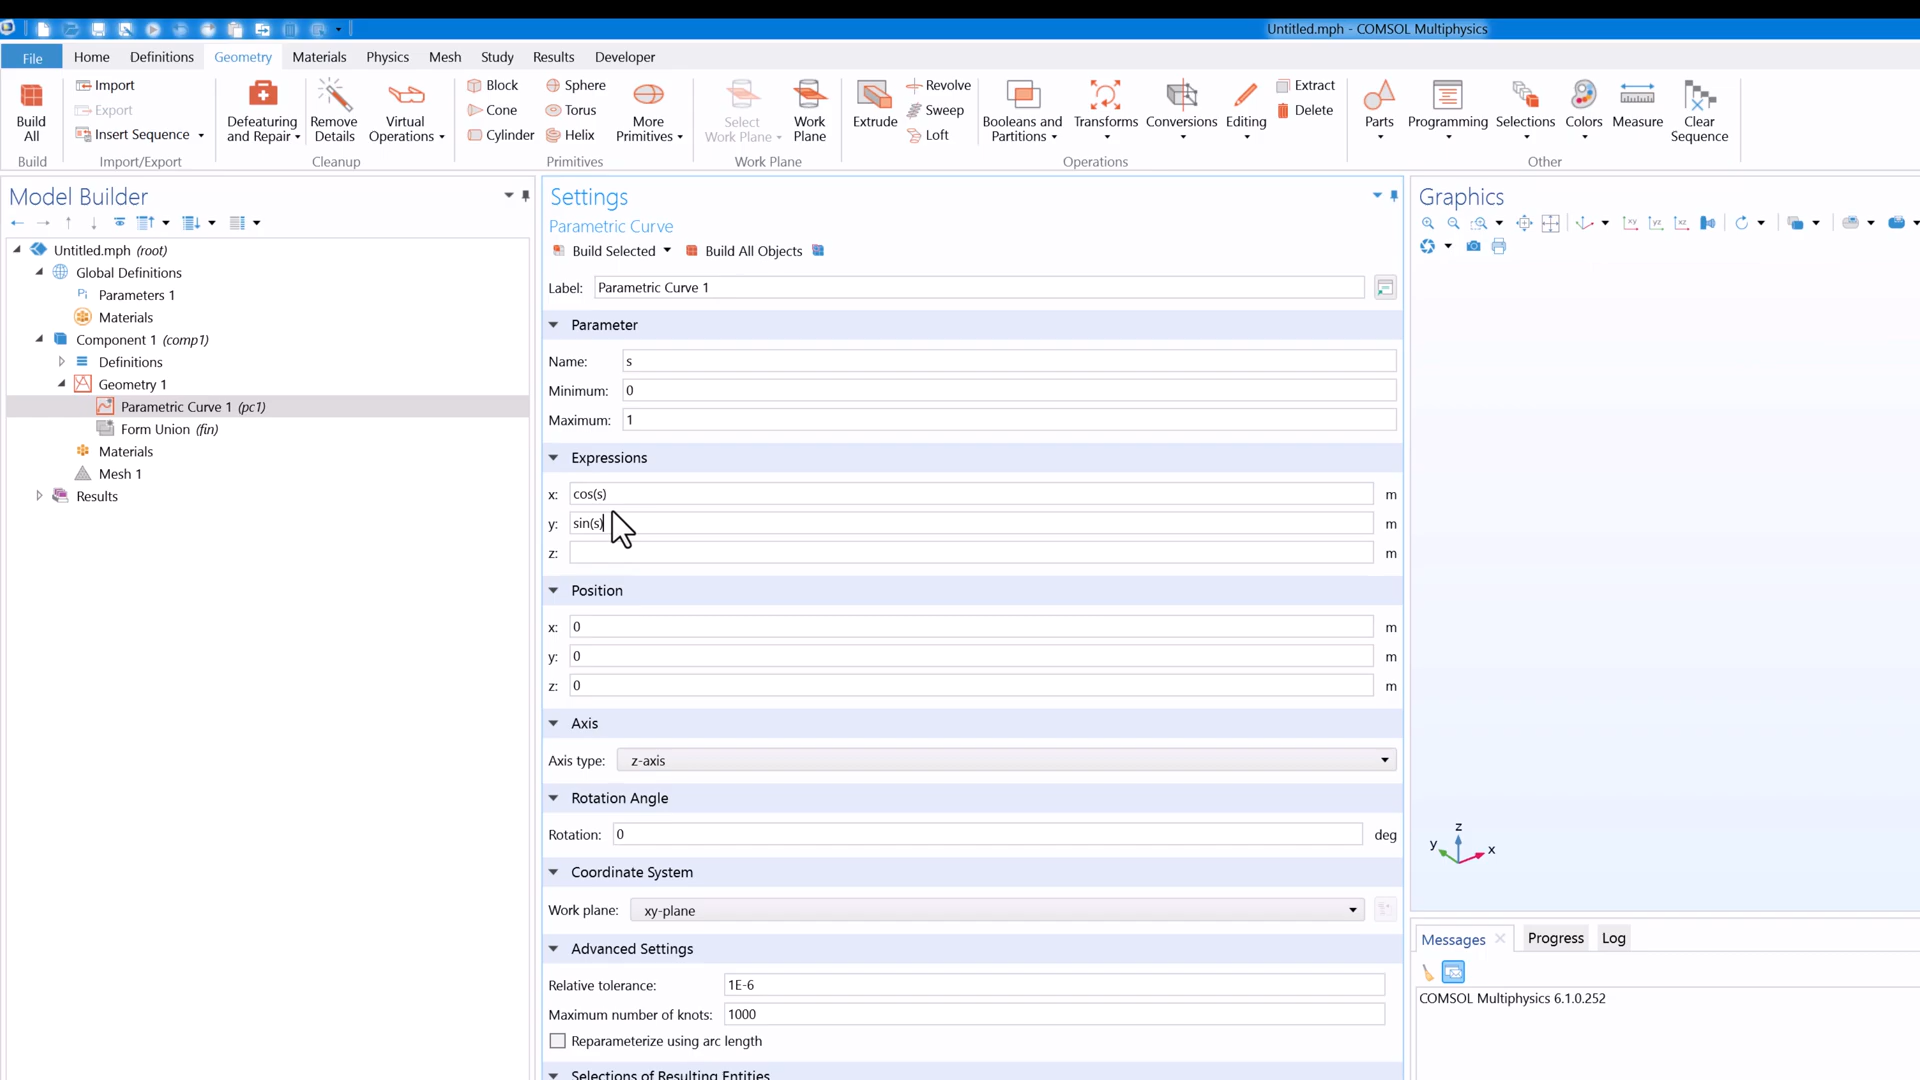 Untitled.mph - COMSOL Multiphysics
File Home Definitions Geometry Materials Physics Mesh Study Results Developer
Build All
Build
Import
Export
Insert Sequence
Import/Export
Defeaturing and Repair
Remove Details
Virtual Operations
Cleanup
Block
Cone
Cylinder
Sphere
Torus
Helix
More Primitives
Primitives
Select Work Plane
Work Plane
Work Plane
Extrude
Revolve
Sweep
Loft
Booleans and Partitions
Transforms
Conversions
Editing
Extract
Delete
Operations
Parts
Programming
Selections
Colors
Measure
Clear Sequence
Other
Model Builder
Untitled.mph (root)
Global Definitions
Pi Parameters 1
Materials
Component 1 (comp1)
Definitions
Geometry 1
Parametric Curve 1 (pc1)
Form Union (fin)
Materials
Mesh 1
Results
Settings
Parametric Curve
Build Selected Build All Objects
Label: Parametric Curve 1
Parameter
Name: s
Minimum: 0
Maximum: 1
Expressions
x: cos(s) m
y: sin(s) m
z: m
Position
x: 0 m
y: 0 m
z: 0 m
Axis
Axis type: z-axis
Rotation Angle
Rotation: 0 deg
Coordinate System
Work plane: xy-plane
Advanced Settings
Relative tolerance: 1E-6
Maximum number of knots: 1000
Reparameterize using arc length
Selections of Resulting Entities
Graphics
xy yz xz
z
y
x
Messages Progress Log
COMSOL Multiphysics 6.1.0.252